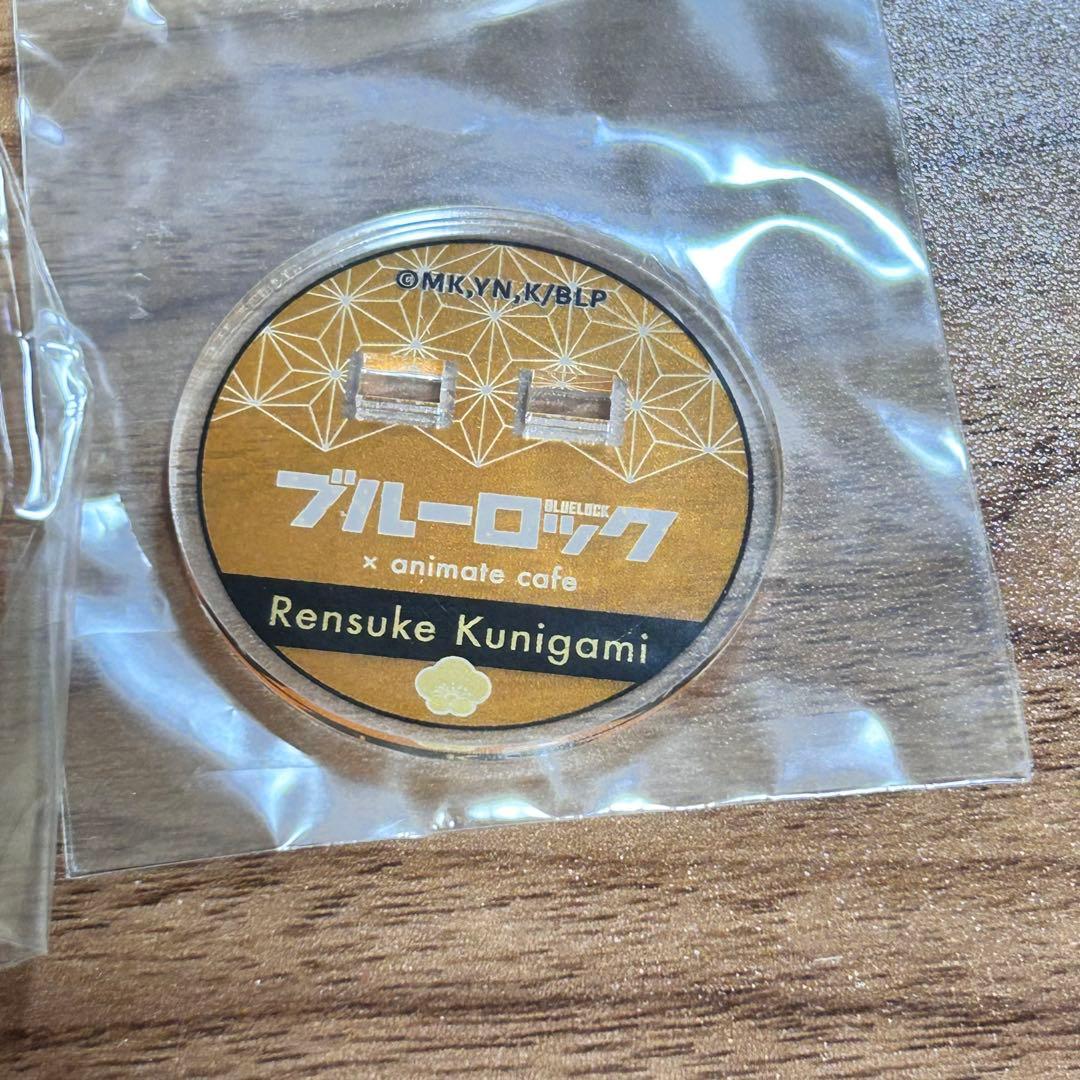 ©MK,YN,K/BLP
ブルーロック
BLUELOCK
× animate cafe
Rensuke Kunigami